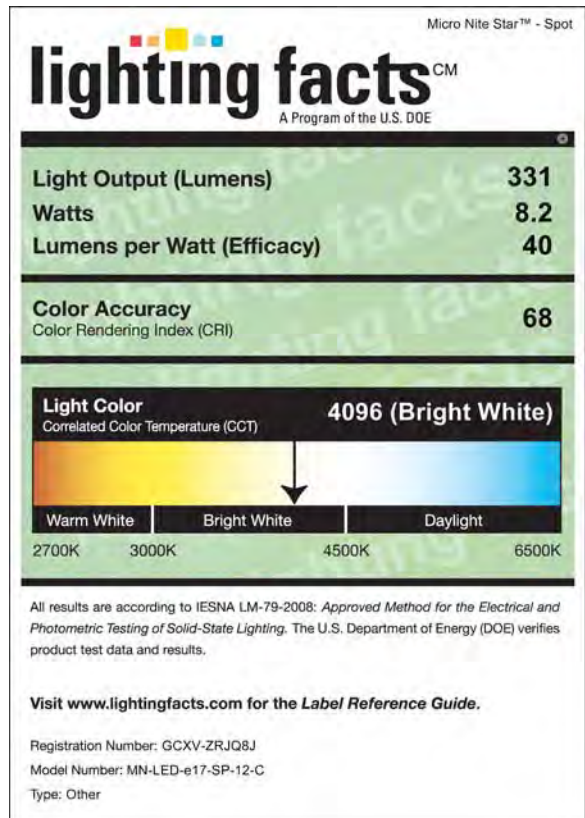 Micro Nite Star™ - Spot
lighting facts CM
A Program of the U.S. DOE
Light Output (Lumens) 331
Watts 8.2
Lumens per Watt (Efficacy) 40
Color Accuracy
Color Rendering Index (CRI) 68
Light Color
Correlated Color Temperature (CCT) 4096 (Bright White)
Warm White Bright White Daylight
2700K 3000K 4500K 6500K
All results are according to IESNA LM-79-2008: Approved Method for the Electrical and
Photometric Testing of Solid-State Lighting. The U.S. Department of Energy (DOE) verifies
product test data and results.
Visit www.lightingfacts.com for the Label Reference Guide.
Registration Number: GCXV-ZRJQ8J
Model Number: MN-LED-e17-SP-12-C
Type: Other